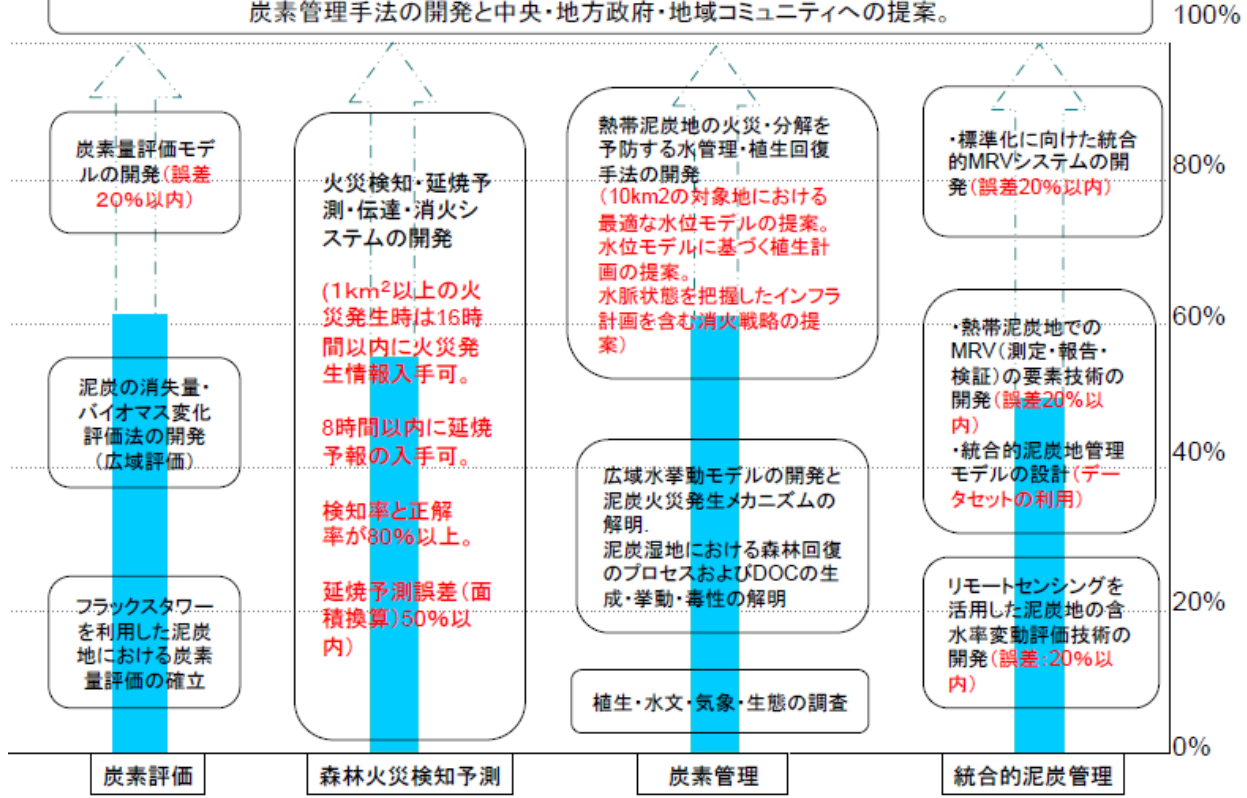 炭素管理手法の開発と中央・地方政府・地域コミュニティへの提案。
100%
80%
60%
40%
20%
0%
炭素量評価モデ
ルの開発(誤差
20%以内)
泥炭の消失量・
バイオマス変化
評価法の開発
(広域評価)
フラックスタワー
を利用した泥炭
地における炭素
量評価の確立
炭素評価
火災検知・延焼予
測・伝達・消火シ
ステムの開発
(1km²以上の火
災発生時は16時
間以内に火災発
生情報入手可。
8時間以内に延焼
予報の入手可。
検知率と正解
率が80%以上。
延焼予測誤差(面
積換算)50%以
内)
森林火災検知予測
熱帯泥炭地の火災・分解を
予防する水管理・植生回復
手法の開発
(10km2の対象地における
最適な水位モデルの提案。
水位モデルに基づく植生計
画の提案。
水脈状態を把握したインフラ
計画を含む消火戦略の提
案)
広域水挙動モデルの開発と
泥炭火災発生メカニズムの
解明.
泥炭湿地における森林回復
のプロセスおよびDOCの生
成・挙動・毒性の解明
植生・水文・気象・生態の調査
炭素管理
・標準化に向けた統合
的MRVシステムの開
発(誤差20%以内)
・熱帯泥炭地での
MRV(測定・報告・
検証)の要素技術の
開発(誤差20%以
内)
・統合的泥炭地管理
モデルの設計(デー
タセットの利用)
リモートセンシングを
活用した泥炭地の含
水率変動評価技術の
開発(誤差:20%以
内)
統合的泥炭管理